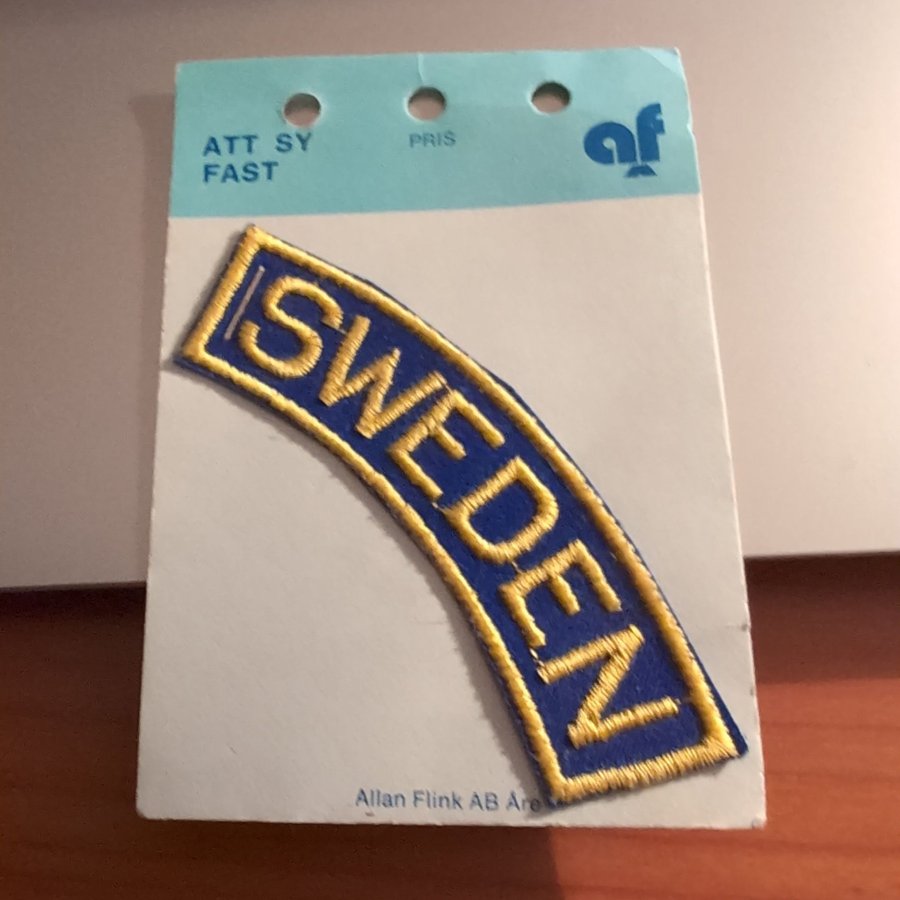 ATT SY
FAST
PRIS
af
SWEDEN
Allan Flink AB Åre